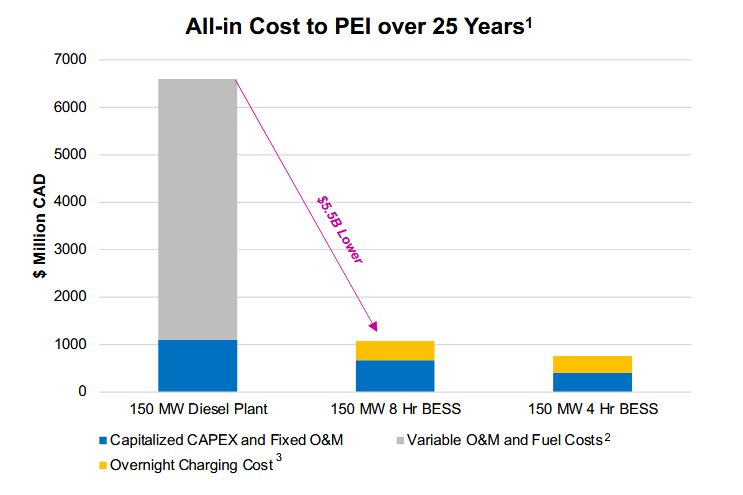 All-in Cost to PEI over 25 Years¹
7000
6000
5000
4000
3000
2000
1000
0
$ Million CAD
$5.5B Lower
150 MW Diesel Plant
150 MW 8 Hr BESS
150 MW 4 Hr BESS
Capitalized CAPEX and Fixed O&M
Variable O&M and Fuel Costs²
Overnight Charging Cost³